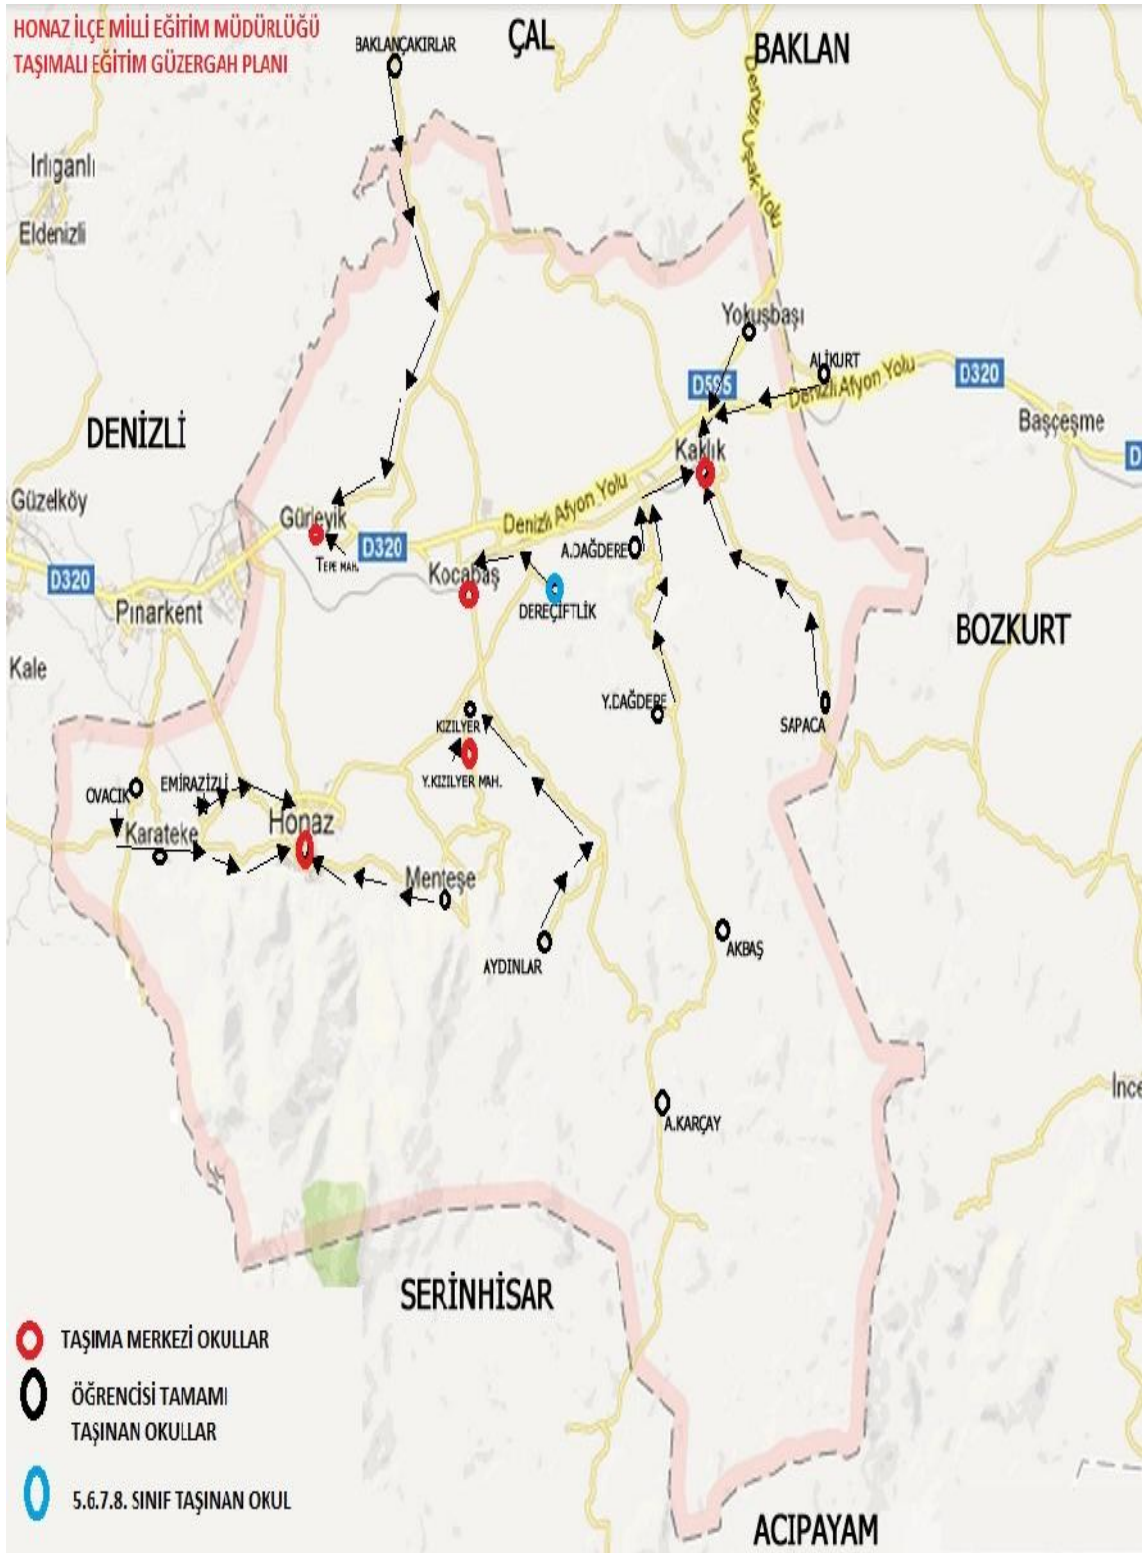 HONAZ İLÇE MİLLİ EĞİTİM MÜDÜRLÜĞÜ
TAŞIMALI EĞİTİM GÜZERGAH PLANI
BAKLANÇAKIRLAR
ÇAL
BAKLAN
Denizli Uşak Yolu
Irlıganlı
Eldenizli
Yokuşbaşı
ALİKURT
D595
Denizli Afyon Yolu
D320
Başçeşme
DENİZLİ
Kaklık
D
Güzelköy
Denizli Afyon Yolu
Gürleyik
D320
TEPE MAH.
A.DAĞDERE
Kocabaş
D320
DEREÇİFTLİK
Pınarkent
BOZKURT
Kale
Y.DAĞDERE
SAPACA
KIZILYER
Y.KIZILYER MAH.
OVACIK
EMİRAZİZLİ
Karateke
Honaz
Menteşe
AYDINLAR
AKBAŞ
İnce
A.KARÇAY
SERİNHİSAR
TAŞIMA MERKEZİ OKULLAR
ÖĞRENCİSİ TAMAMI
TAŞINAN OKULLAR
5.6.7.8. SINIF TAŞINAN OKUL
ACIPAYAM